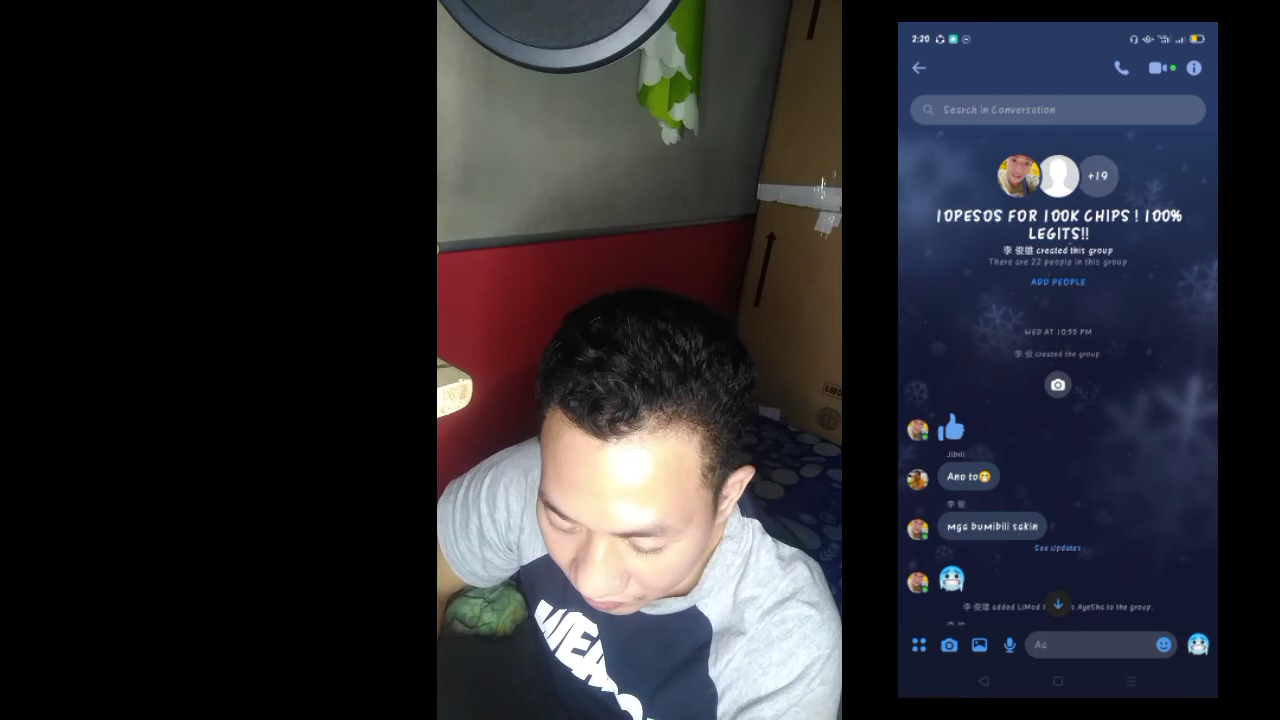 2:20
Search in Conversation
+19
10PESOS FOR 100K CHIPS ! 100%
LEGITS!!
李 俊雄 created this group
There are 22 people in this group
ADD PEOPLE
WED AT 10:55 PM
李 俊 created the group.
Jibril
Ano to😁
李 俊
mga bumibili sakin
See Updates
李 俊雄 added LiMod AyeSha to the group.
Aa